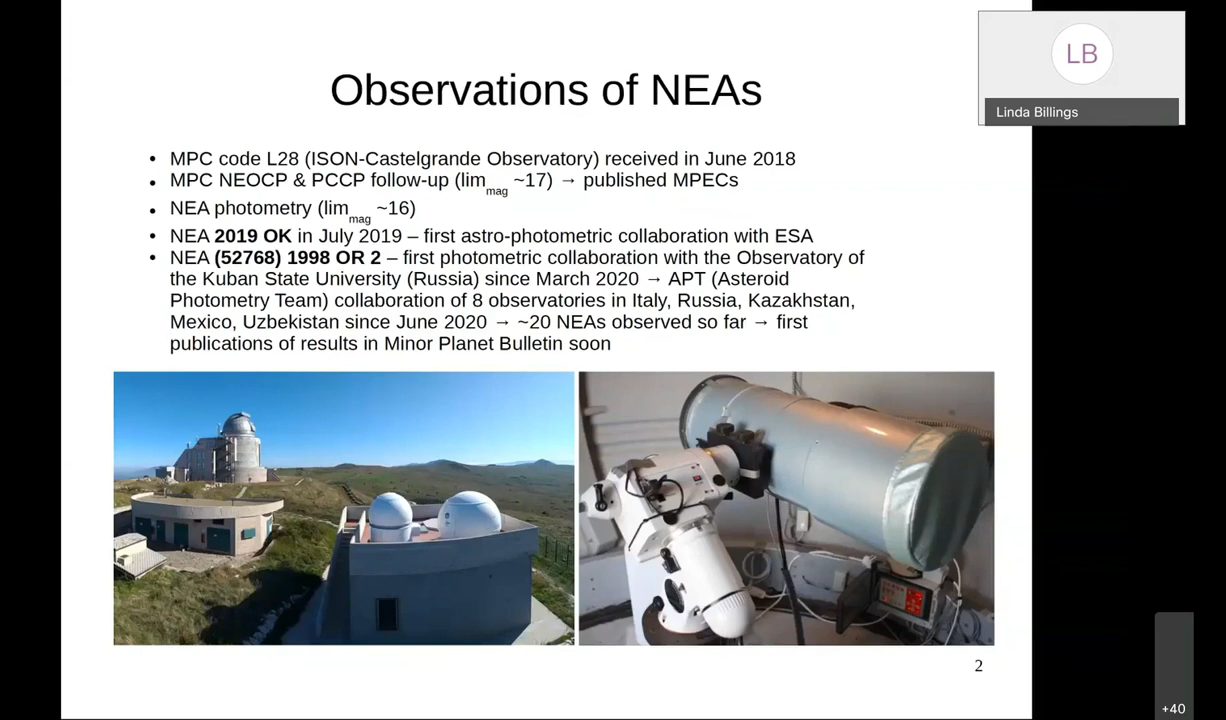 Observations of NEAs
LB
Linda Billings
• MPC code L28 (ISON-Castelgrande Observatory) received in June 2018
• MPC NEOCP & PCCP follow-up (limmag ~17) → published MPECs
• NEA photometry (limmag ~16)
• NEA 2019 OK in July 2019 – first astro-photometric collaboration with ESA
• NEA (52768) 1998 OR 2 – first photometric collaboration with the Observatory of
the Kuban State University (Russia) since March 2020 → APT (Asteroid
Photometry Team) collaboration of 8 observatories in Italy, Russia, Kazakhstan,
Mexico, Uzbekistan since June 2020 → ~20 NEAs observed so far → first
publications of results in Minor Planet Bulletin soon
2
+40